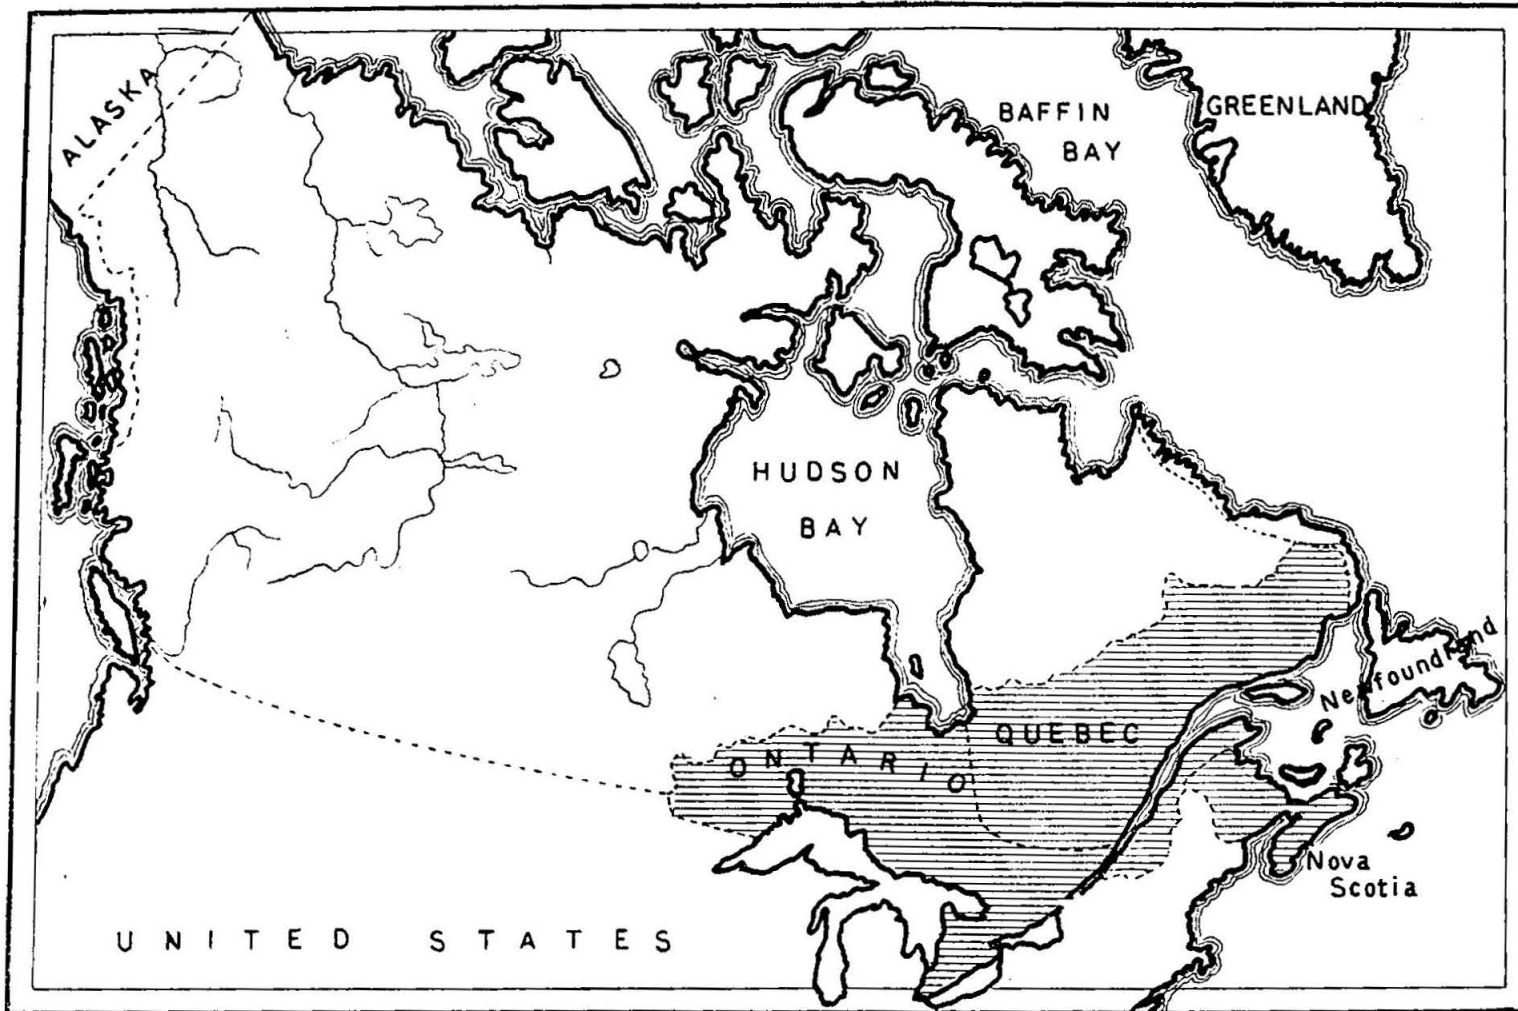 ALASKA
BAFFIN
BAY
GREENLAND
HUDSON
BAY
Newfoundland
QUEBEC
ONTARIO
Nova
Scotia
UNITED STATES